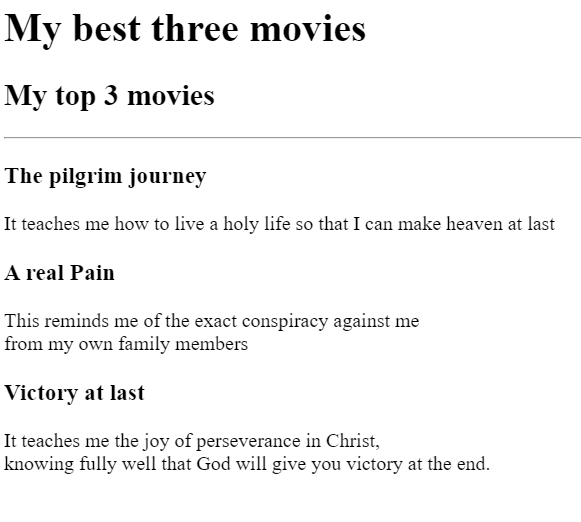 My best three movies
My top 3 movies
The pilgrim journey
It teaches me how to live a holy life so that I can make heaven at last
A real Pain
This reminds me of the exact conspiracy against me
from my own family members
Victory at last
It teaches me the joy of perseverance in Christ,
knowing fully well that God will give you victory at the end.